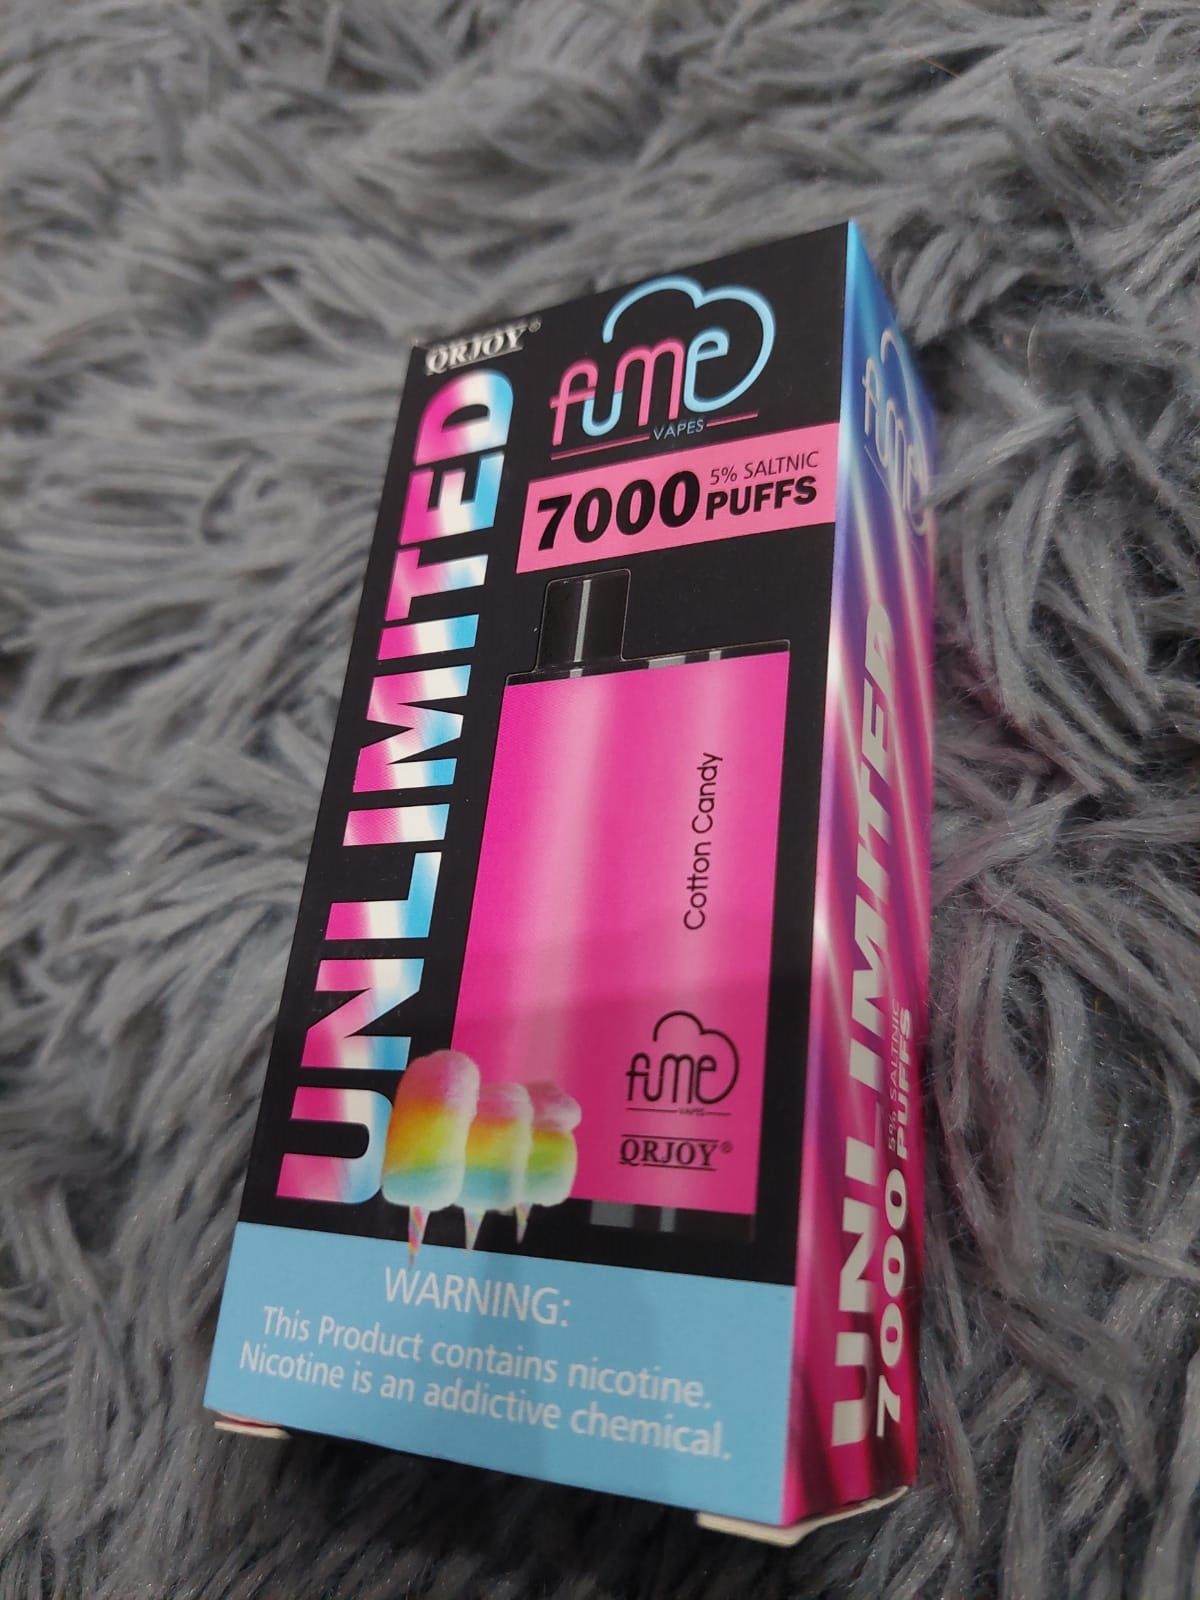 QRJOY®
UNLIMITED
fume
VAPES
7000 5% SALTNIC
PUFFS
Cotton Candy
fume
VAPES
QRJOY®
WARNING:
This Product contains nicotine.
Nicotine is an addictive chemical.
fume
UNLIMITED
7000 5% SALTNIC
PUFFS